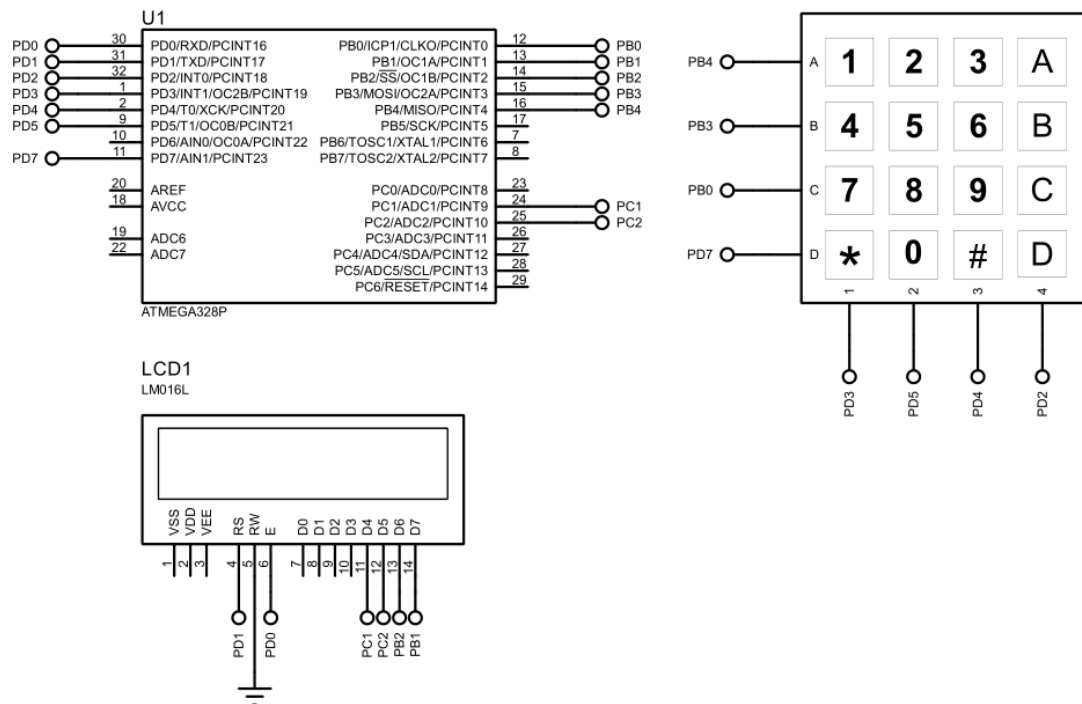 U1
PD0 30 PD0/RXD/PCINT16 PB0/ICP1/CLKO/PCINT0 12 PB0
PD1 31 PD1/TXD/PCINT17 PB1/OC1A/PCINT1 13 PB1
PD2 32 PD2/INT0/PCINT18 PB2/SS/OC1B/PCINT2 14 PB2
PD3 1 PD3/INT1/OC2B/PCINT19 PB3/MOSI/OC2A/PCINT3 15 PB3
PD4 2 PD4/T0/XCK/PCINT20 PB4/MISO/PCINT4 16 PB4
PD5 9 PD5/T1/OC0B/PCINT21 PB5/SCK/PCINT5 17
10 PD6/AIN0/OC0A/PCINT22 PB6/TOSC1/XTAL1/PCINT6 7
PD7 11 PD7/AIN1/PCINT23 PB7/TOSC2/XTAL2/PCINT7 8
20 AREF PC0/ADC0/PCINT8 23
18 AVCC PC1/ADC1/PCINT9 24 PC1
PC2/ADC2/PCINT10 25 PC2
19 ADC6 PC3/ADC3/PCINT11 26
22 ADC7 PC4/ADC4/SDA/PCINT12 27
PC5/ADC5/SCL/PCINT13 28
PC6/RESET/PCINT14 29
ATMEGA328P
PB4 A 1 2 3 A
PB3 B 4 5 6 B
PB0 C 7 8 9 C
PD7 D * 0 # D
1 2 3 4
PD3 PD5 PD4 PD2
LCD1
LM016L
VSS VDD VEE RS RW E D0 D1 D2 D3 D4 D5 D6 D7
1 2 3 4 5 6 7 8 9 10 11 12 13 14
PD1 PD0 PC1 PC2 PB2 PB1